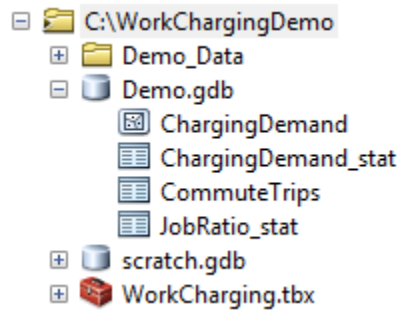 C:\WorkChargingDemo
Demo_Data
Demo.gdb
ChargingDemand
ChargingDemand_stat
CommuteTrips
JobRatio_stat
scratch.gdb
WorkCharging.tbx